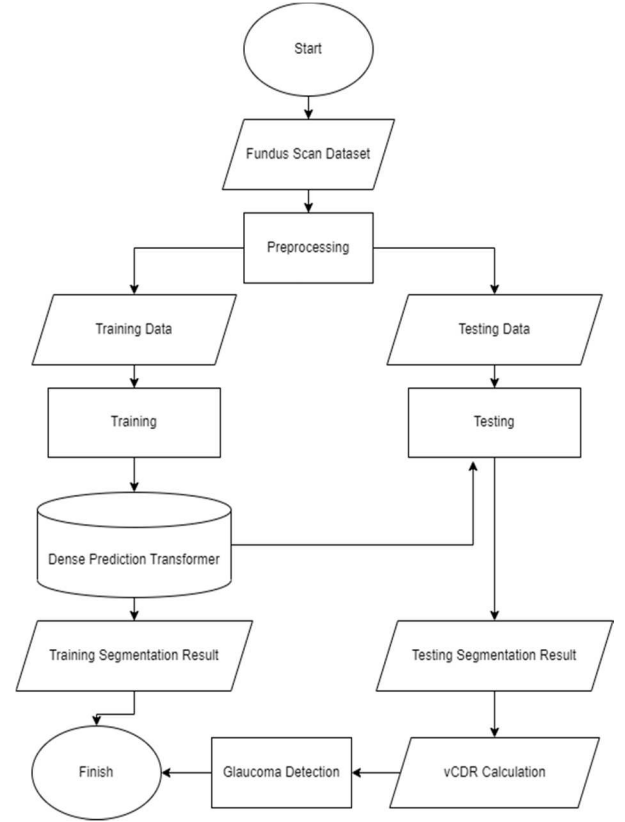 Start
Fundus Scan Dataset
Preprocessing
Training Data
Testing Data
Training
Testing
Dense Prediction Transformer
Training Segmentation Result
Testing Segmentation Result
Finish
Glaucoma Detection
vCDR Calculation